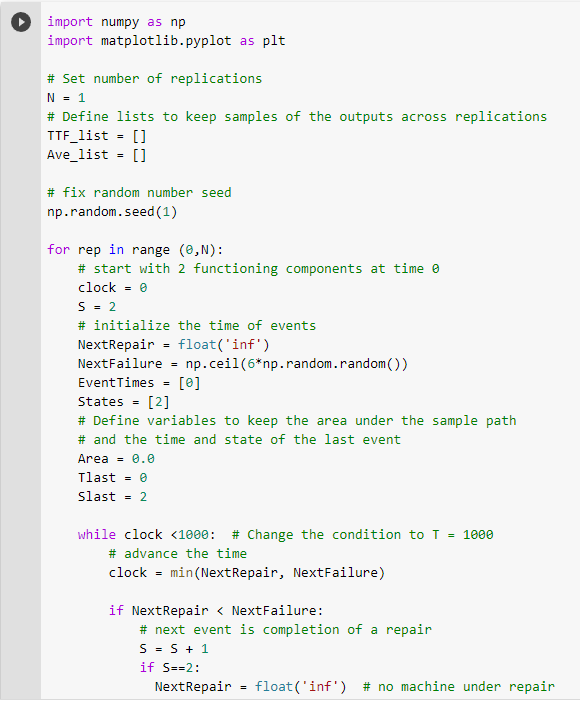 import numpy as np
import matplotlib.pyplot as plt

# Set number of replications
N = 1
# Define lists to keep samples of the outputs across replications
TTF_list = []
Ave_list = []

# fix random number seed
np.random.seed(1)

for rep in range (0,N):
    # start with 2 functioning components at time 0
    clock = 0
    S = 2
    # initialize the time of events
    NextRepair = float('inf')
    NextFailure = np.ceil(6*np.random.random())
    EventTimes = [0]
    States = [2]
    # Define variables to keep the area under the sample path
    # and the time and state of the last event
    Area = 0.0
    Tlast = 0
    Slast = 2

    while clock <1000:  # Change the condition to T = 1000
        # advance the time
        clock = min(NextRepair, NextFailure)

        if NextRepair < NextFailure:
            # next event is completion of a repair
            S = S + 1
            if S==2:
              NextRepair = float('inf')  # no machine under repair